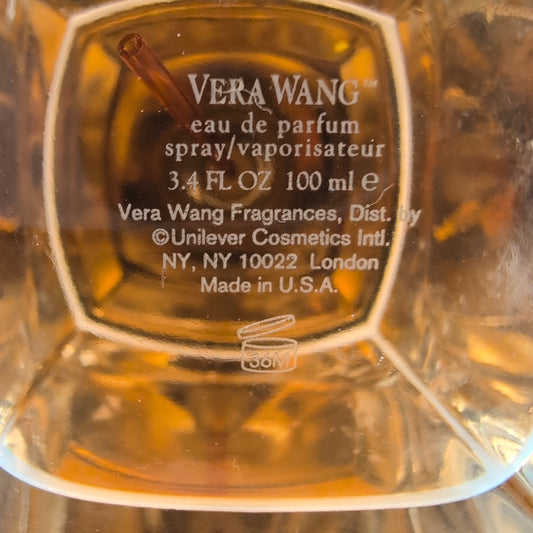 VERA WANG™
eau de parfum
spray/vaporisateur
3.4 FL OZ 100 ml ℮
Vera Wang Fragrances, Dist. by
©Unilever Cosmetics Intl.
NY, NY 10022 London
Made in U.S.A.
36M